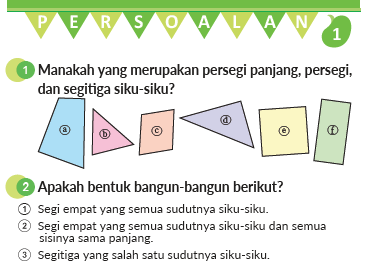 PERSOALAN 1
1 Manakah yang merupakan persegi panjang, persegi,
dan segitiga siku-siku?
a b c d e f
2 Apakah bentuk bangun-bangun berikut?
① Segi empat yang semua sudutnya siku-siku.
② Segi empat yang semua sudutnya siku-siku dan semua
sisinya sama panjang.
③ Segitiga yang salah satu sudutnya siku-siku.